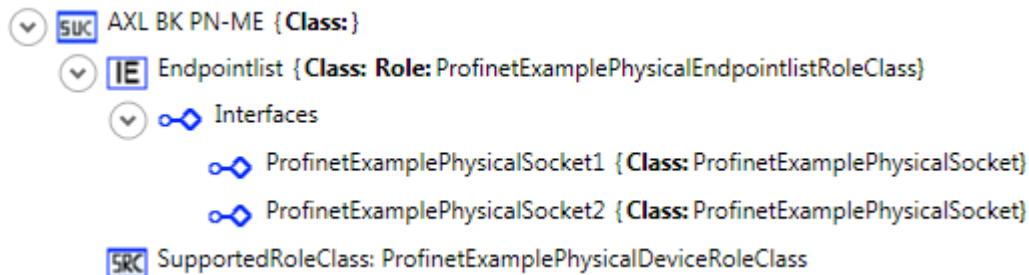 SUC AXL BK PN-ME {Class:}
IE Endpointlist {Class: Role: ProfinetExamplePhysicalEndpointlistRoleClass}
Interfaces
ProfinetExamplePhysicalSocket1 {Class: ProfinetExamplePhysicalSocket}
ProfinetExamplePhysicalSocket2 {Class: ProfinetExamplePhysicalSocket}
SRC SupportedRoleClass: ProfinetExamplePhysicalDeviceRoleClass